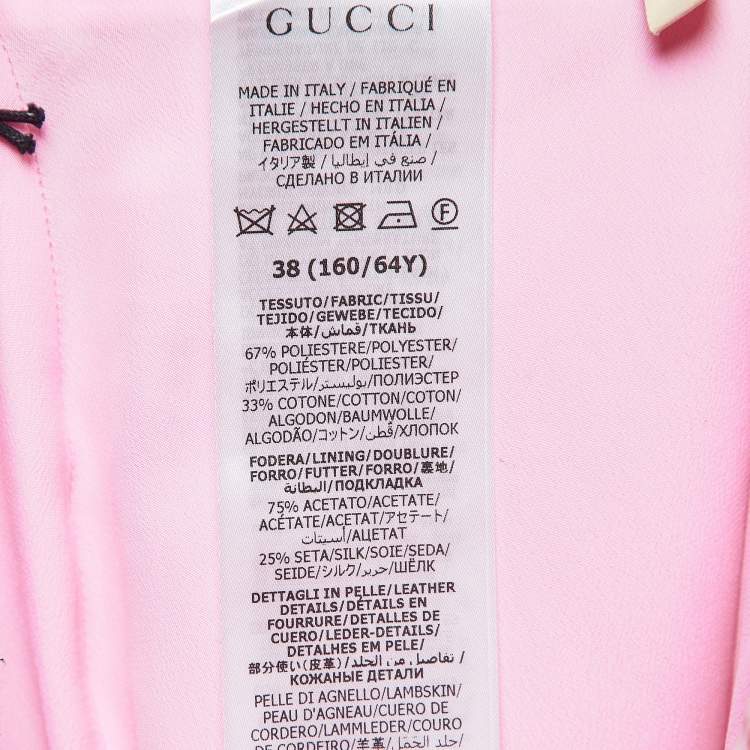 GUCCI
MADE IN ITALY / FABRIQUÉ EN
ITALIE / HECHO EN ITALIA /
HERGESTELLT IN ITALIEN /
FABRICADO EM ITÁLIA /
イタリア製 / صنع في إيطاليا /
СДЕЛАНО В ИТАЛИИ
F
38 (160/64Y)
TESSUTO/FABRIC/TISSU/
TEJIDO/GEWEBE/TECIDO/
本体/قماش/ТКАНЬ
67% POLIESTERE/POLYESTER/
POLIÉSTER/POLYESTER/
ポリエステル/بوليستر/ПОЛИЭСТЕР
33% COTONE/COTTON/COTON/
ALGODON/BAUMWOLLE/
ALGODÃO/コットン/قطن/ХЛОПОК
FODERA/LINING/DOUBLURE/
FORRO/FUTTER/FORRO/裏地/
البطانة/ПОДКЛАДКА
75% ACETATO/ACETATE/
ACÉTATE/ACETAT/アセテート/
أسيتات/АЦЕТАТ
25% SETA/SILK/SOIE/SEDA/
SEIDE/シルク/حرير/ШЁЛК
DETTAGLI IN PELLE/LEATHER
DETAILS/DÉTAILS EN
FOURRURE/DETALLES DE
CUERO/LEDER-DETAILS/
DETALHES EM PELE/
部分使い(皮革)/تفاصيل من الجلد /
КОЖАНЫЕ ДЕТАЛИ
PELLE DI AGNELLO/LAMBSKIN/
PEAU D'AGNEAU/CUERO DE
CORDERO/LAMMLEDER/COURO
DE CORDEIRO/羊革/جلد الحمل/